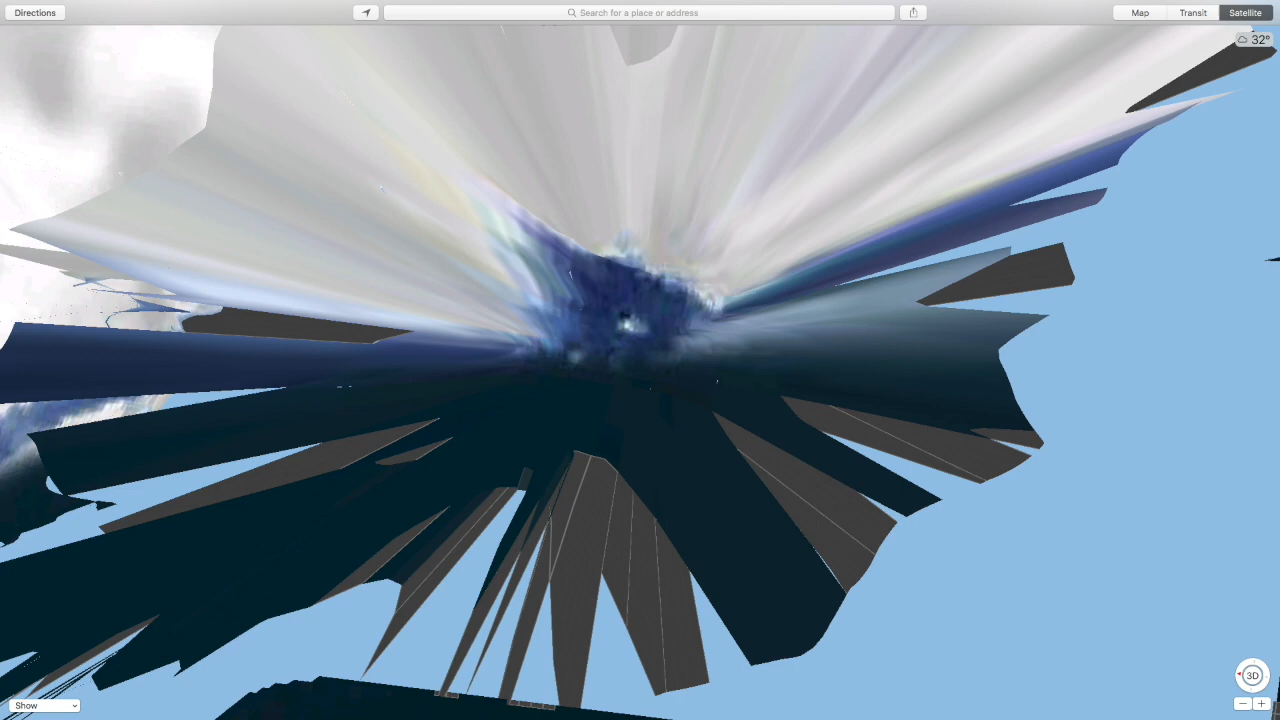 Directions
Search for a place or address
Map Transit Satellite
32°
3D
Show